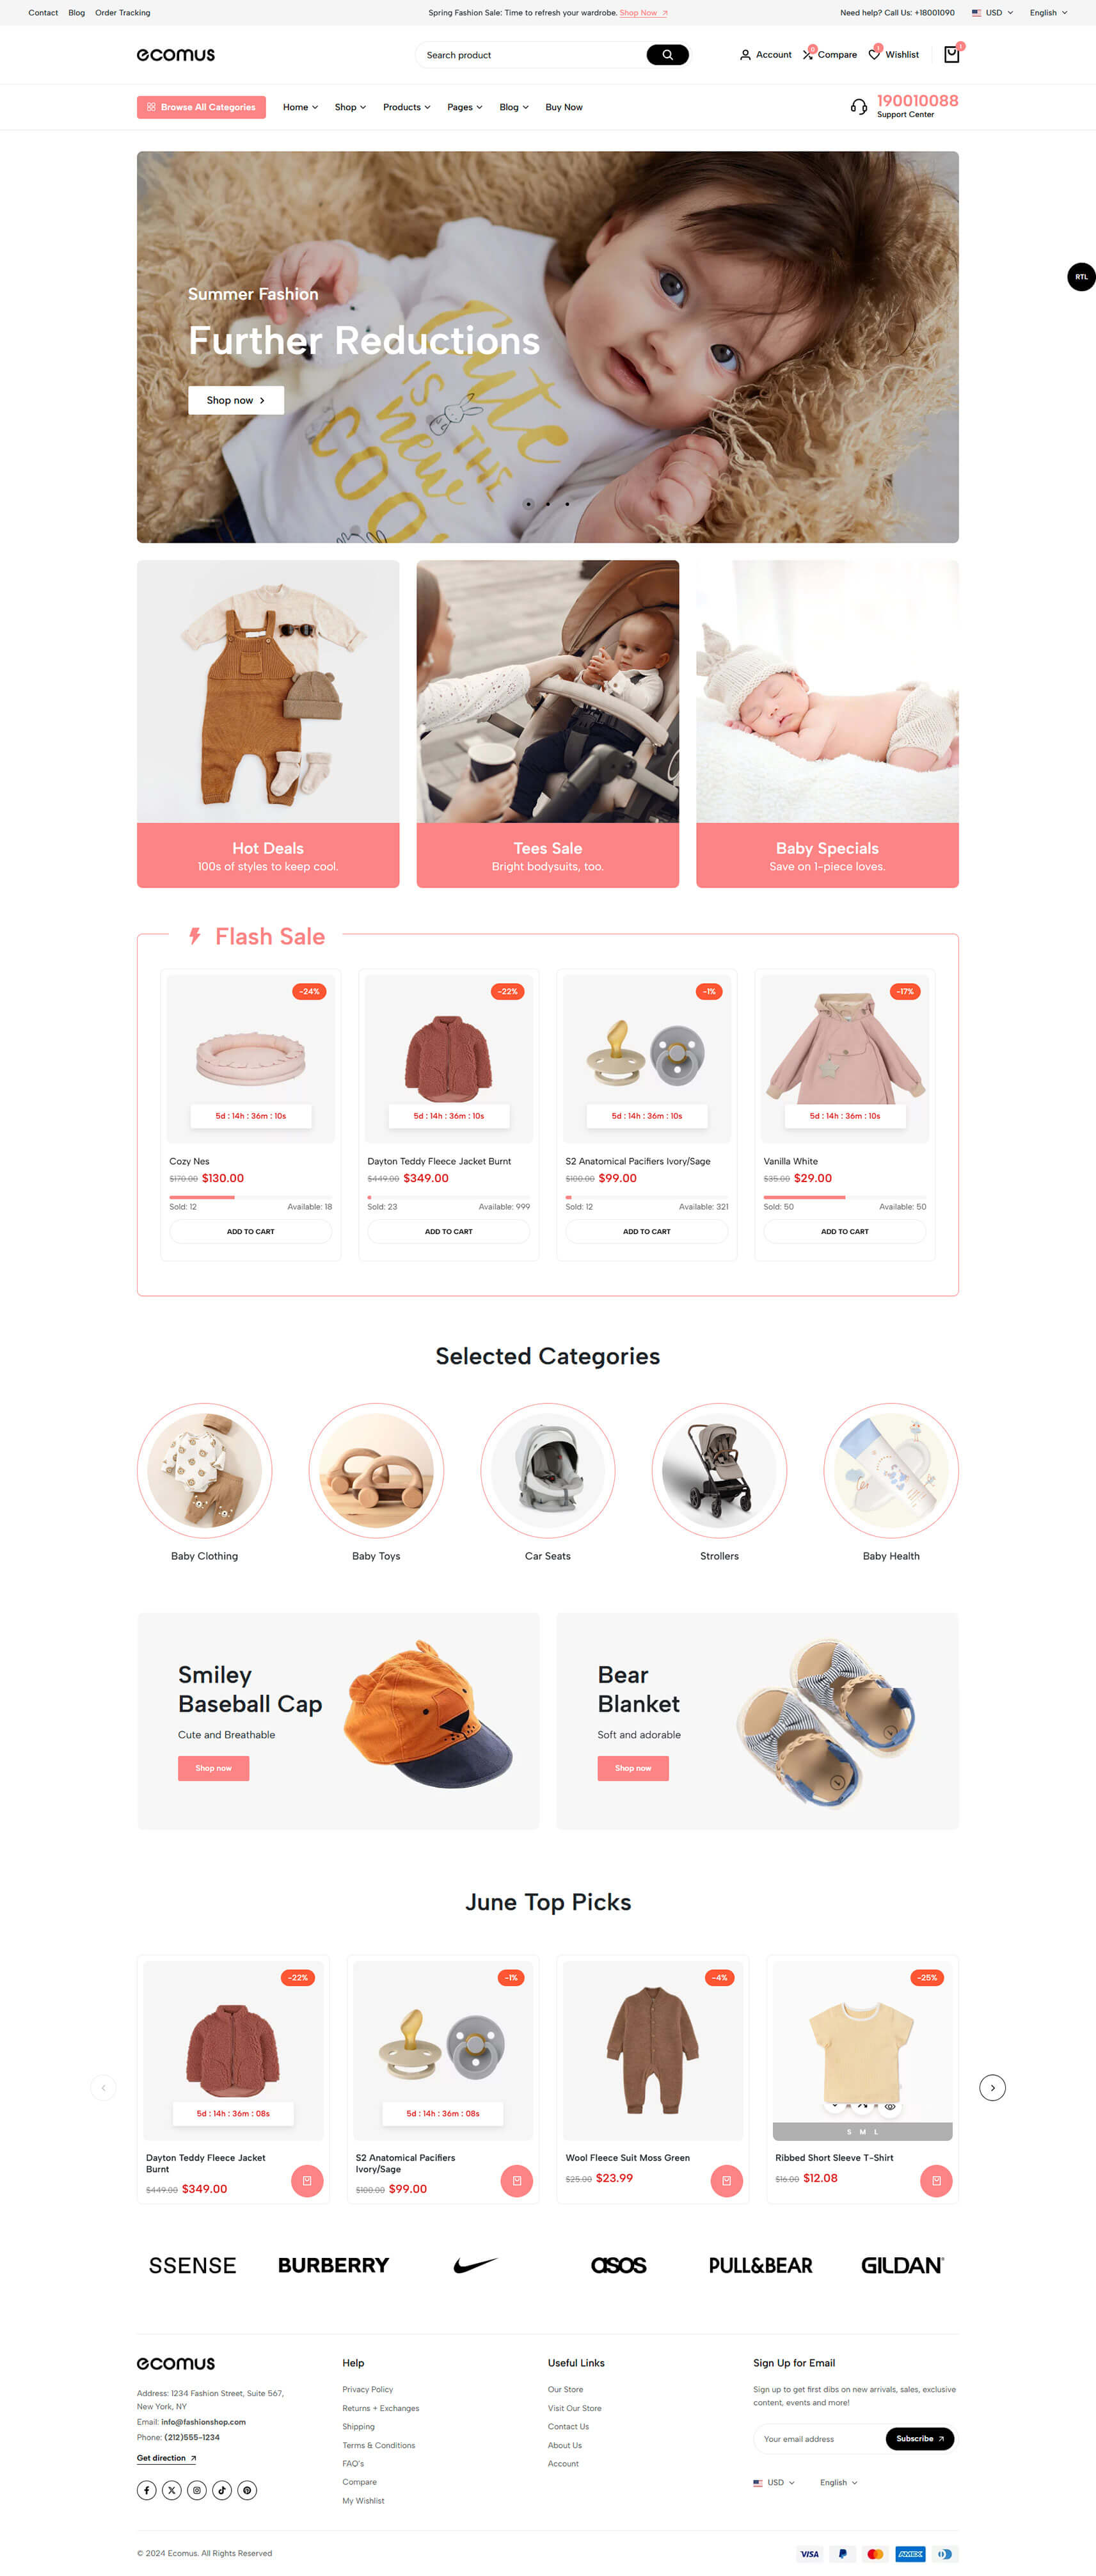 Contact Blog Order Tracking
Spring Fashion Sale: Time to refresh your wardrobe. Shop Now
Need help? Call Us: +18001090 USD English
ecomus
Search product
Account 0 Compare 1 Wishlist 1
Browse All Categories
Home Shop Products Pages Blog Buy Now
190010088
Support Center
RTL
Summer Fashion
Further Reductions
Shop now
Cute
is
the
new
COOL
Hot Deals
100s of styles to keep cool.
Tees Sale
Bright bodysuits, too.
Baby Specials
Save on 1-piece loves.
Flash Sale
-24%
5d : 14h : 36m : 10s
Cozy Nes
$170.00 $130.00
Sold: 12 Available: 18
ADD TO CART
-22%
5d : 14h : 36m : 10s
Dayton Teddy Fleece Jacket Burnt
$449.00 $349.00
Sold: 23 Available: 999
ADD TO CART
-1%
5d : 14h : 36m : 10s
S2 Anatomical Pacifiers Ivory/Sage
$100.00 $99.00
Sold: 12 Available: 321
ADD TO CART
-17%
5d : 14h : 36m : 10s
Vanilla White
$35.00 $29.00
Sold: 50 Available: 50
ADD TO CART
Selected Categories
Baby Clothing
Baby Toys
Car Seats
Strollers
Baby Health
Smiley
Baseball Cap
Cute and Breathable
Shop now
Bear
Blanket
Soft and adorable
Shop now
June Top Picks
-22%
5d : 14h : 36m : 08s
Dayton Teddy Fleece Jacket
Burnt
$449.00 $349.00
-1%
5d : 14h : 36m : 08s
S2 Anatomical Pacifiers
Ivory/Sage
$100.00 $99.00
-4%
Wool Fleece Suit Moss Green
$25.00 $23.99
-25%
S M L
Ribbed Short Sleeve T-Shirt
$16.00 $12.08
SSENSE
BURBERRY
asos
PULL&BEAR
GILDAN
ecomus
Address: 1234 Fashion Street, Suite 567,
New York, NY
Email: info@fashionshop.com
Phone: (212)555-1234
Get direction
Help
Privacy Policy
Returns + Exchanges
Shipping
Terms & Conditions
FAQ's
Compare
My Wishlist
Useful Links
Our Store
Visit Our Store
Contact Us
About Us
Account
Sign Up for Email
Sign up to get first dibs on new arrivals, sales, exclusive
content, events and more!
Your email address
Subscribe
USD English
© 2024 Ecomus. All Rights Reserved
VISA
AMEX